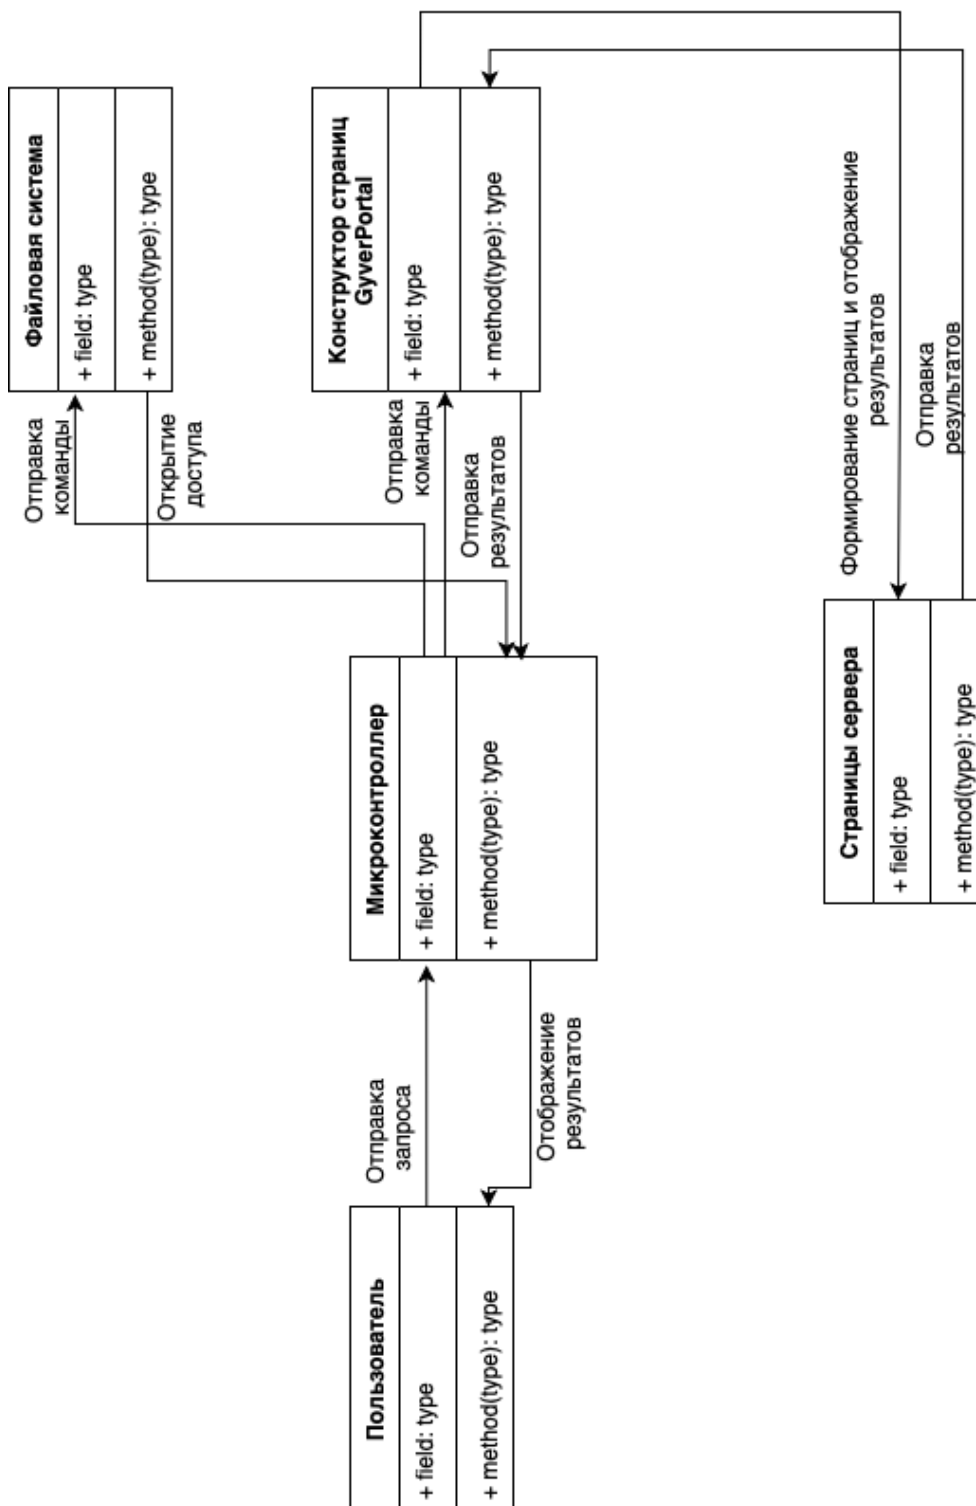 Файловая система
+ field: type
+ method(type): type
Отправка
команды
Открытие
доступа
Конструктор страниц
GyverPortal
+ field: type
+ method(type): type
Отправка
команды
Отправка
результатов
Микроконтроллер
+ field: type
+ method(type): type
Отправка
запроса
Отображение
результатов
Пользователь
+ field: type
+ method(type): type
Формирование страниц и отображение
результатов
Отправка
результатов
Страницы сервера
+ field: type
+ method(type): type